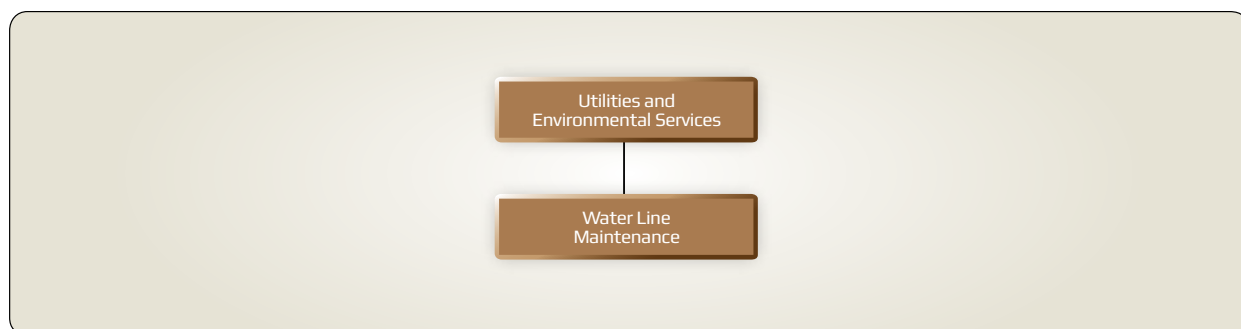 Utilities and
Environmental Services
Water Line
Maintenance